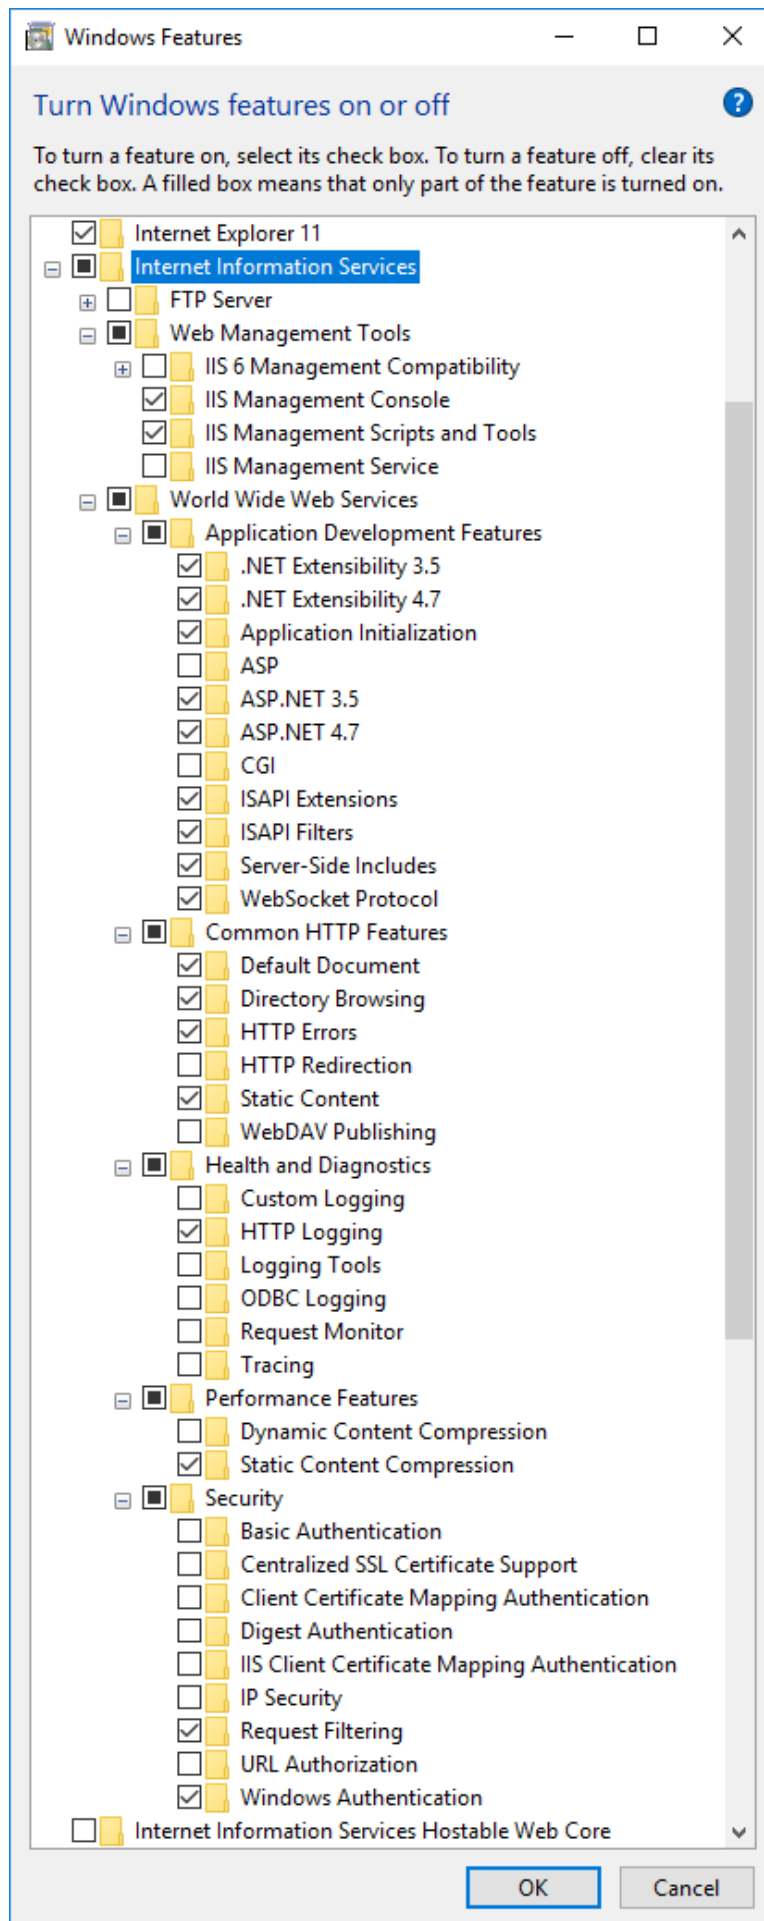 Windows Features
Turn Windows features on or off
?
To turn a feature on, select its check box. To turn a feature off, clear its
check box. A filled box means that only part of the feature is turned on.
Internet Explorer 11
Internet Information Services
FTP Server
Web Management Tools
IIS 6 Management Compatibility
IIS Management Console
IIS Management Scripts and Tools
IIS Management Service
World Wide Web Services
Application Development Features
.NET Extensibility 3.5
.NET Extensibility 4.7
Application Initialization
ASP
ASP.NET 3.5
ASP.NET 4.7
CGI
ISAPI Extensions
ISAPI Filters
Server-Side Includes
WebSocket Protocol
Common HTTP Features
Default Document
Directory Browsing
HTTP Errors
HTTP Redirection
Static Content
WebDAV Publishing
Health and Diagnostics
Custom Logging
HTTP Logging
Logging Tools
ODBC Logging
Request Monitor
Tracing
Performance Features
Dynamic Content Compression
Static Content Compression
Security
Basic Authentication
Centralized SSL Certificate Support
Client Certificate Mapping Authentication
Digest Authentication
IIS Client Certificate Mapping Authentication
IP Security
Request Filtering
URL Authorization
Windows Authentication
Internet Information Services Hostable Web Core
OK
Cancel